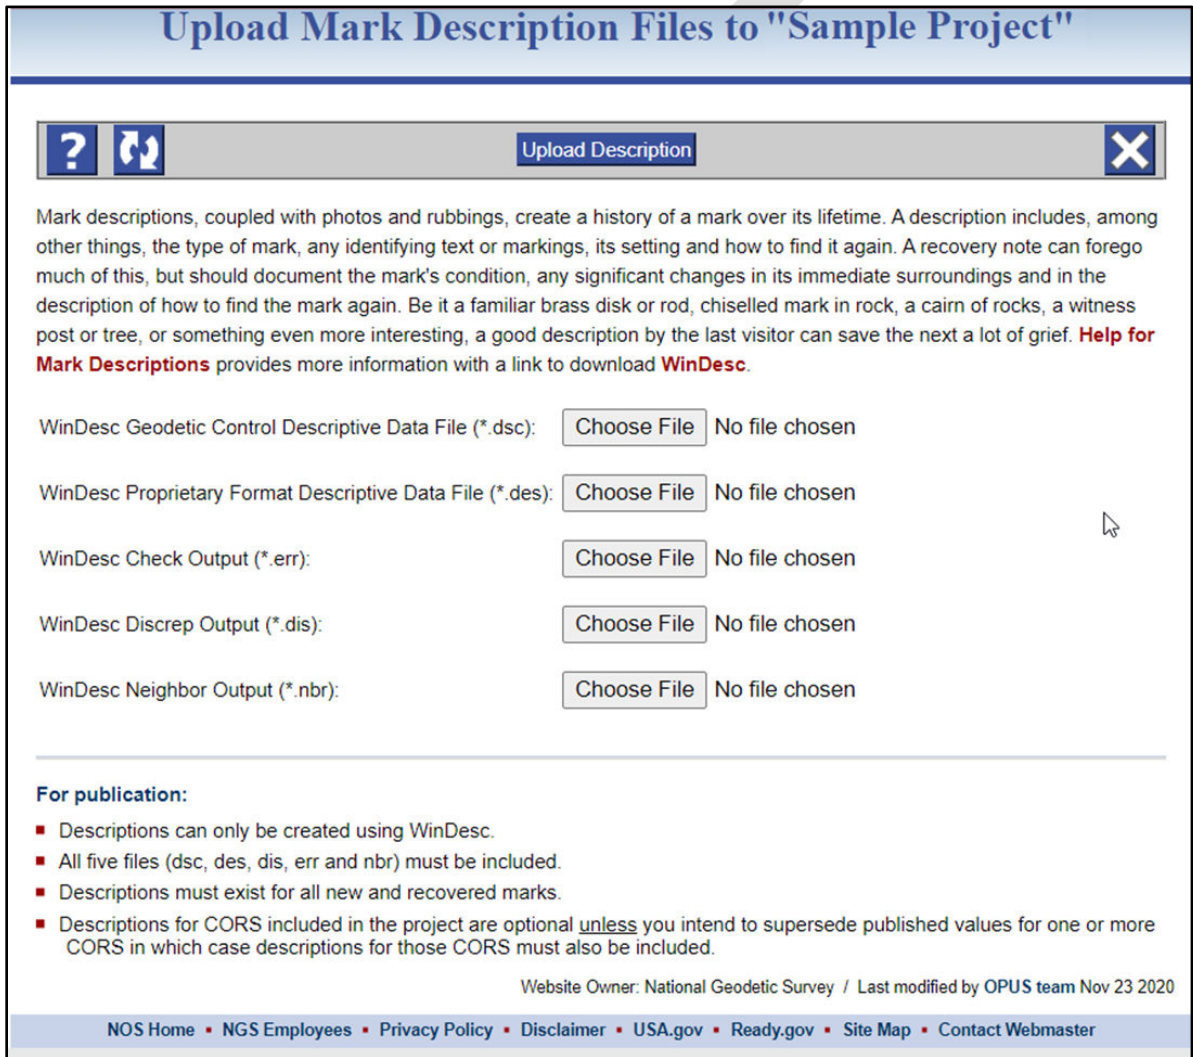 Upload Mark Description Files to "Sample Project"
?
Upload Description
Mark descriptions, coupled with photos and rubbings, create a history of a mark over its lifetime. A description includes, among
other things, the type of mark, any identifying text or markings, its setting and how to find it again. A recovery note can forego
much of this, but should document the mark's condition, any significant changes in its immediate surroundings and in the
description of how to find the mark again. Be it a familiar brass disk or rod, chiselled mark in rock, a cairn of rocks, a witness
post or tree, or something even more interesting, a good description by the last visitor can save the next a lot of grief. Help for
Mark Descriptions provides more information with a link to download WinDesc.
WinDesc Geodetic Control Descriptive Data File (*.dsc): Choose File No file chosen
WinDesc Proprietary Format Descriptive Data File (*.des): Choose File No file chosen
WinDesc Check Output (*.err): Choose File No file chosen
WinDesc Discrep Output (*.dis): Choose File No file chosen
WinDesc Neighbor Output (*.nbr): Choose File No file chosen
For publication:
▪ Descriptions can only be created using WinDesc.
▪ All five files (dsc, des, dis, err and nbr) must be included.
▪ Descriptions must exist for all new and recovered marks.
▪ Descriptions for CORS included in the project are optional unless you intend to supersede published values for one or more
CORS in which case descriptions for those CORS must also be included.
Website Owner: National Geodetic Survey / Last modified by OPUS team Nov 23 2020
NOS Home ▪ NGS Employees ▪ Privacy Policy ▪ Disclaimer ▪ USA.gov ▪ Ready.gov ▪ Site Map ▪ Contact Webmaster